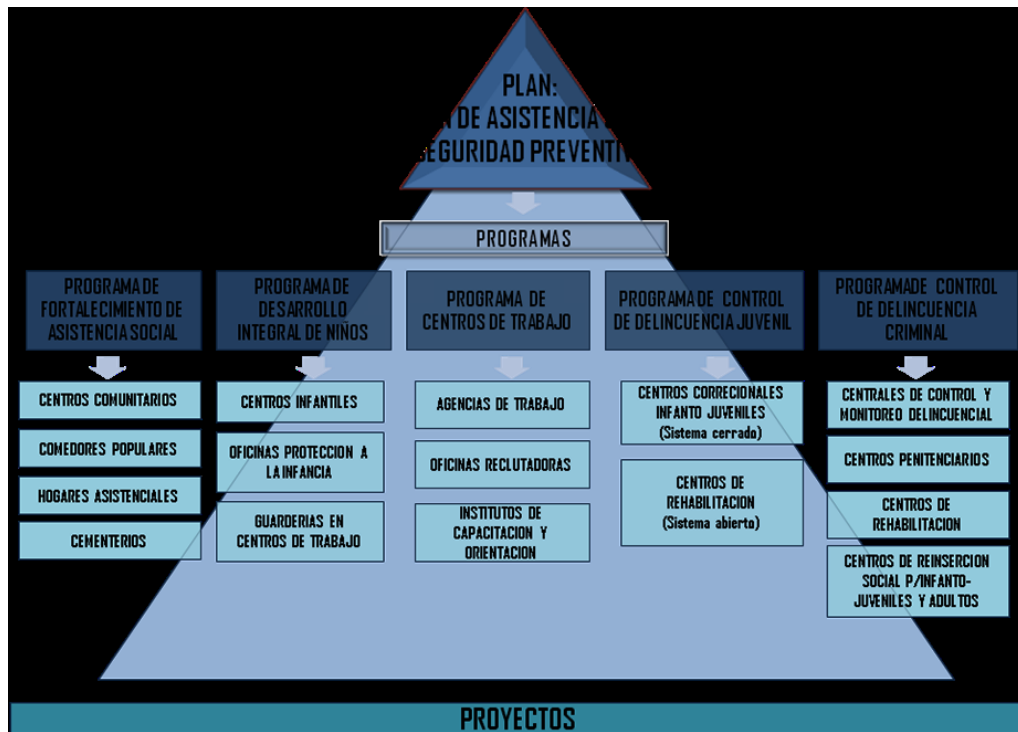 PLAN:
DE ASISTENCIA
SEGURIDAD
PROGRAMAS
PROGRAMA DE
FORTALECIMIENTO DE
ASISTENCIA SOCIAL
PROGRAMA DE
DESARROLLO
INTEGRAL DE NIÑOS
PROGRAMA DE
CENTROS DE TRABAJO
PROGRAMA DE CONTROL
DE DELINCUENCIA JUVENIL
PROGRAMADE CONTROL
DE DELINCUENCIA
CRIMINAL
CENTROS COMUNITARIOS
COMEDORES POPULARES
HOGARES ASISTENCIALES
CEMENTERIOS
CENTROS INFANTILES
OFICINAS PROTECCION A
LA INFANCIA
GUARDERIAS EN
CENTROS DE TRABAJO
AGENCIAS DE TRABAJO
OFICINAS RECLUTADORAS
INSTITUTOS DE
CAPACITACION Y
ORIENTACION
CENTROS CORRECIONALES
INFANTO JUVENILES
(Sistema cerrado)
CENTROS DE
REHABILITACION
(Sistema abierto)
CENTRALES DE CONTROL Y
MONITOREO DELINCUENCIAL
CENTROS PENITENCIARIOS
CENTROS DE
REHABILITACION
CENTROS DE REINSERCION
SOCIAL P/INFANTO-
JUVENILES Y ADULTOS
PROYECTOS